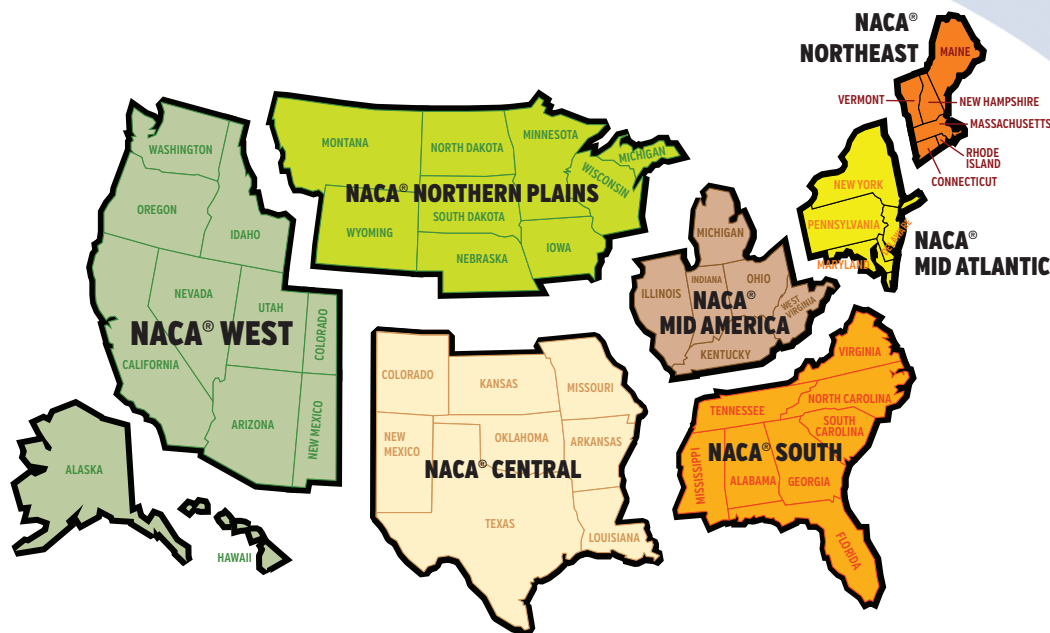 NACA®
NORTHEAST
MAINE
VERMONT
NEW HAMPSHIRE
MASSACHUSETTS
RHODE
ISLAND
CONNECTICUT
NEW YORK
PENNSYLVANIA
DELAWARE
MARYLAND
NACA®
MID ATLANTIC
WASHINGTON
OREGON
IDAHO
NEVADA
UTAH
COLORADO
NACA® WEST
CALIFORNIA
ARIZONA
NEW MEXICO
ALASKA
HAWAII
MONTANA
NORTH DAKOTA
MINNESOTA
MICHIGAN
WISCONSIN
NACA® NORTHERN PLAINS
WYOMING
SOUTH DAKOTA
NEBRASKA
IOWA
MICHIGAN
ILLINOIS
INDIANA
OHIO
WEST
VIRGINIA
NACA®
MID AMERICA
KENTUCKY
COLORADO
KANSAS
MISSOURI
NEW
MEXICO
OKLAHOMA
ARKANSAS
NACA® CENTRAL
TEXAS
LOUISIANA
VIRGINIA
NORTH CAROLINA
TENNESSEE
SOUTH
CAROLINA
NACA® SOUTH
MISSISSIPPI
ALABAMA
GEORGIA
FLORIDA